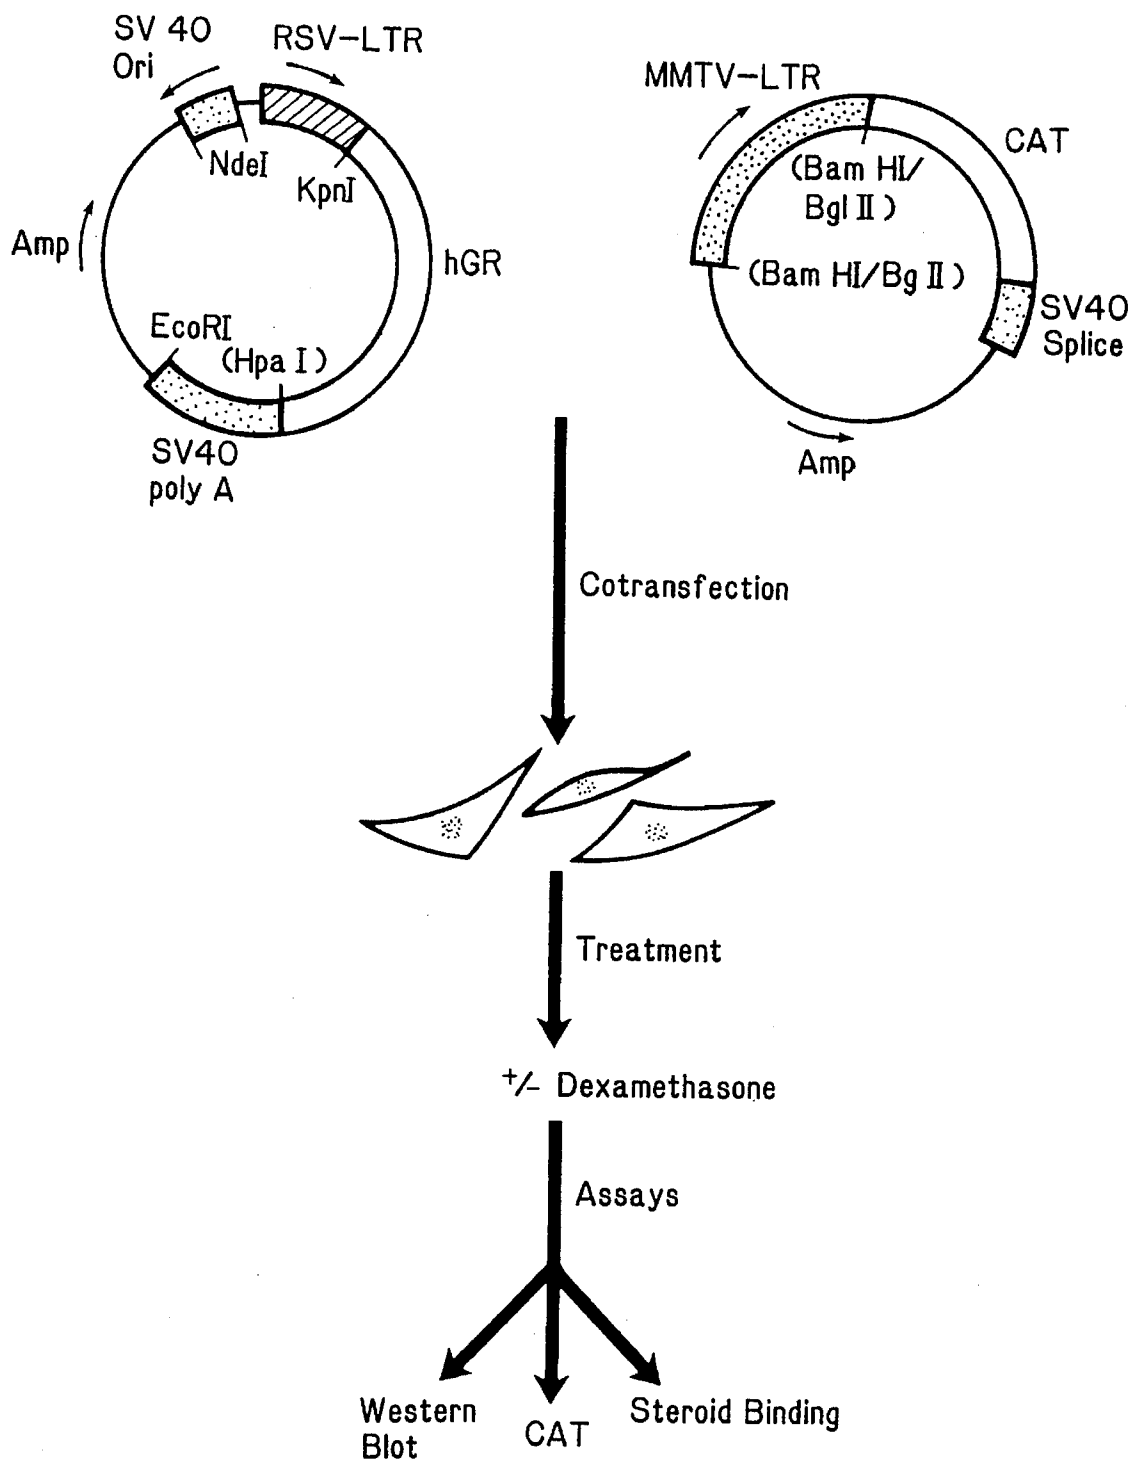 SV 40
Ori
RSV-LTR
NdeI
KpnI
Amp
hGR
EcoRI
(Hpa I)
SV40
poly A
MMTV-LTR
CAT
(Bam HI/
Bgl II)
(Bam HI/Bg II)
SV40
Splice
Amp
Cotransfection
Treatment
+/- Dexamethasone
Assays
Western
Blot
CAT
Steroid Binding